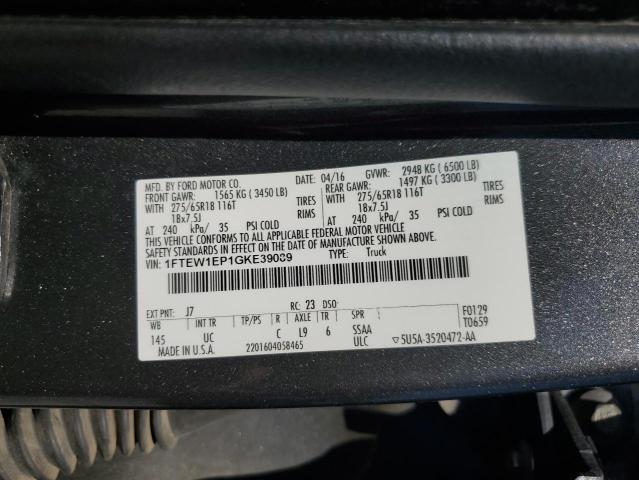 MFD. BY FORD MOTOR CO. 04/16 GVWR: 2948 KG ( 6500 LB)
FRONT GAWR: 1565 KG ( 3450 LB) REAR GAWR: 1497 KG ( 3300 LB)
WITH 275/65R18 116T TIRES WITH 275/65R18 116T TIRES
18x7.5J RIMS 18x7.5J RIMS
AT 240 kPa/ 35 PSI COLD AT 240 kPa/ 35 PSI COLD
THIS VEHICLE CONFORMS TO ALL APPLICABLE FEDERAL MOTOR VEHICLE
SAFETY STANDARDS IN EFFECT ON THE DATE OF MANUFACTURE SHOWN ABOVE.
VIN: 1FTEW1EP1GKE39039 TYPE: Truck
EXT PNT: J7 RC: 23 DSO: F0129
WB INT TR TP/PS R AXLE TR SPR T0659
145 UC C L9 6 SSAA
MADE IN U.S.A. 2201604058465 ULC ▽5U5A-3520472-AA